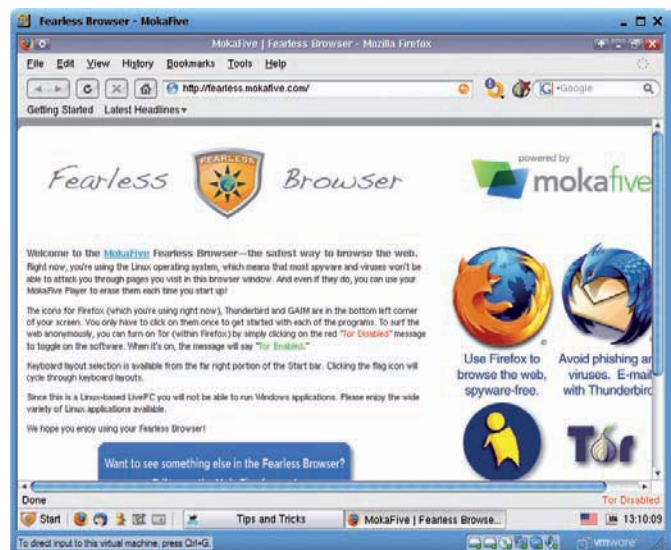 Fearless Browser - MokaFive
MokaFive | Fearless Browser - Mozilla Firefox
File Edit View History Bookmarks Tools Help
http://fearless.mokafive.com/
Google
Getting Started Latest Headlines
Fearless FEARLESS Browser
powered by
mokafive
Welcome to the MokaFive Fearless Browser—the safest way to browse the web.
Right now, you're using the Linux operating system, which means that most spyware and viruses won't be
able to attack you through pages you visit in this browser window. And even if they do, you can use your
MokaFive Player to erase them each time you start up!
The icons for Firefox (which you're using right now), Thunderbird and GAIM are in the bottom left corner
of your screen. You only have to click on them once to get started with each of the programs. To surf the
web anonymously, you can turn on Tor (within Firefox) by simply clicking on the red "Tor Disabled" message
to toggle on the software. When it's on, the message will say "Tor Enabled."
Keyboard layout selection is available from the far right portion of the Start bar. Clicking the flag icon will
cycle through keyboard layouts.
Since this is a Linux-based LivePC you will not be able to run Windows applications. Please enjoy the wide
variety of Linux applications available.
We hope you enjoy using your Fearless Browser!
Want to see something else in the Fearless Browser?
Use Firefox to
browse the web,
spyware-free.
Avoid phishing an
viruses. E-mail
with Thunderbird
Tor
Done
Tor Disabled
Start
Tips and Tricks
MokaFive | Fearless Browse...
13:10:09
To direct input to this virtual machine, press Ctrl+G.
vmware